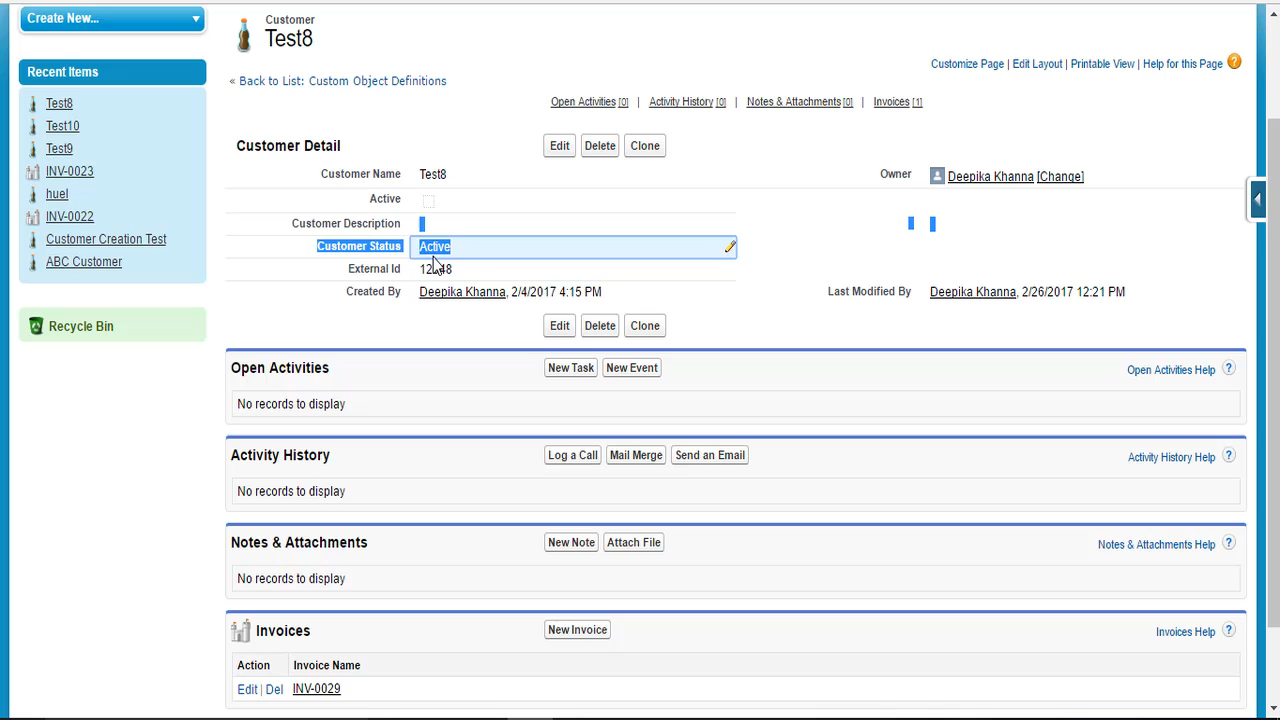 Create New...
Customer
Test8
Customize Page | Edit Layout | Printable View | Help for this Page
Recent Items
« Back to List: Custom Object Definitions
Open Activities [0] | Activity History [0] | Notes & Attachments [0] | Invoices [1]
Test8
Test10
Test9
INV-0023
huel
INV-0022
Customer Creation Test
ABC Customer
Recycle Bin
Customer Detail Edit Delete Clone
Customer Name Test8 Owner Deepika Khanna [Change]
Active
Customer Description
Customer Status Active
External Id
Created By Deepika Khanna, 2/4/2017 4:15 PM Last Modified By Deepika Khanna, 2/26/2017 12:21 PM
Edit Delete Clone
Open Activities New Task New Event Open Activities Help ?
No records to display
Activity History Log a Call Mail Merge Send an Email Activity History Help ?
No records to display
Notes & Attachments New Note Attach File Notes & Attachments Help ?
No records to display
Invoices New Invoice Invoices Help ?
Action Invoice Name
Edit | Del INV-0029